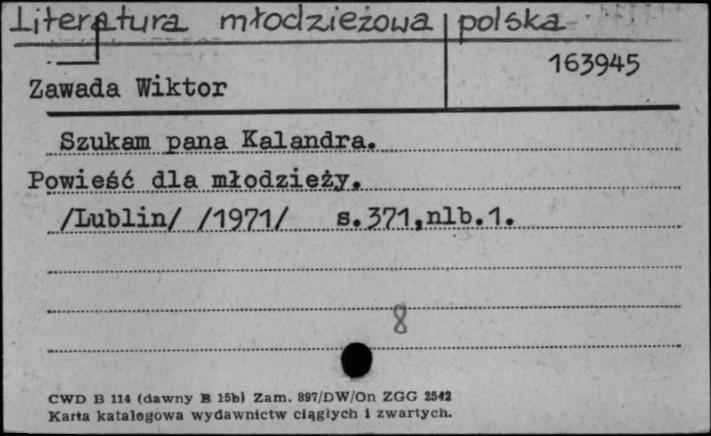 Literatura młodzieżowa polska
163945
Zawada Wiktor
Szukam pana Kalandra.
Powieść dla młodzieży.
/Lublin/ /1971/ s.371,nlb.1.
8
CWD B 114 (dawny B 15b) Zam. 897/DW/On ZGG 2542
Karta katalogowa wydawnictw ciągłych i zwartych.